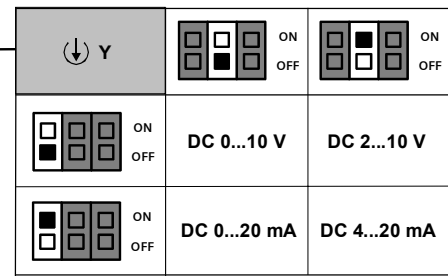 Y
ON
OFF
ON
OFF
ON
OFF
DC 0...10 V
DC 2...10 V
ON
OFF
DC 0...20 mA
DC 4...20 mA